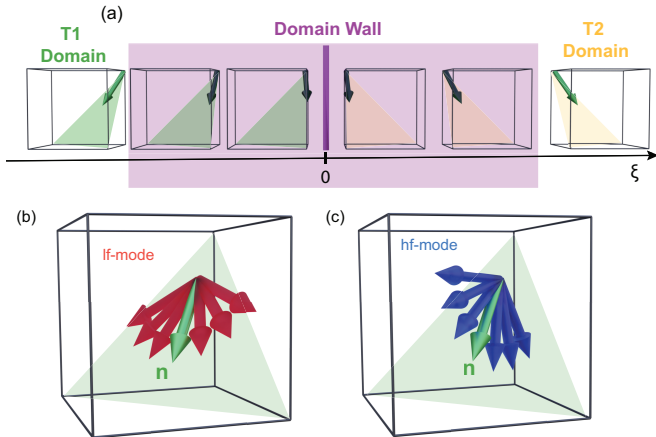 (a)
T1
Domain
Domain Wall
T2
Domain
0
ξ
(b)
lf-mode
n
(c)
hf-mode
n